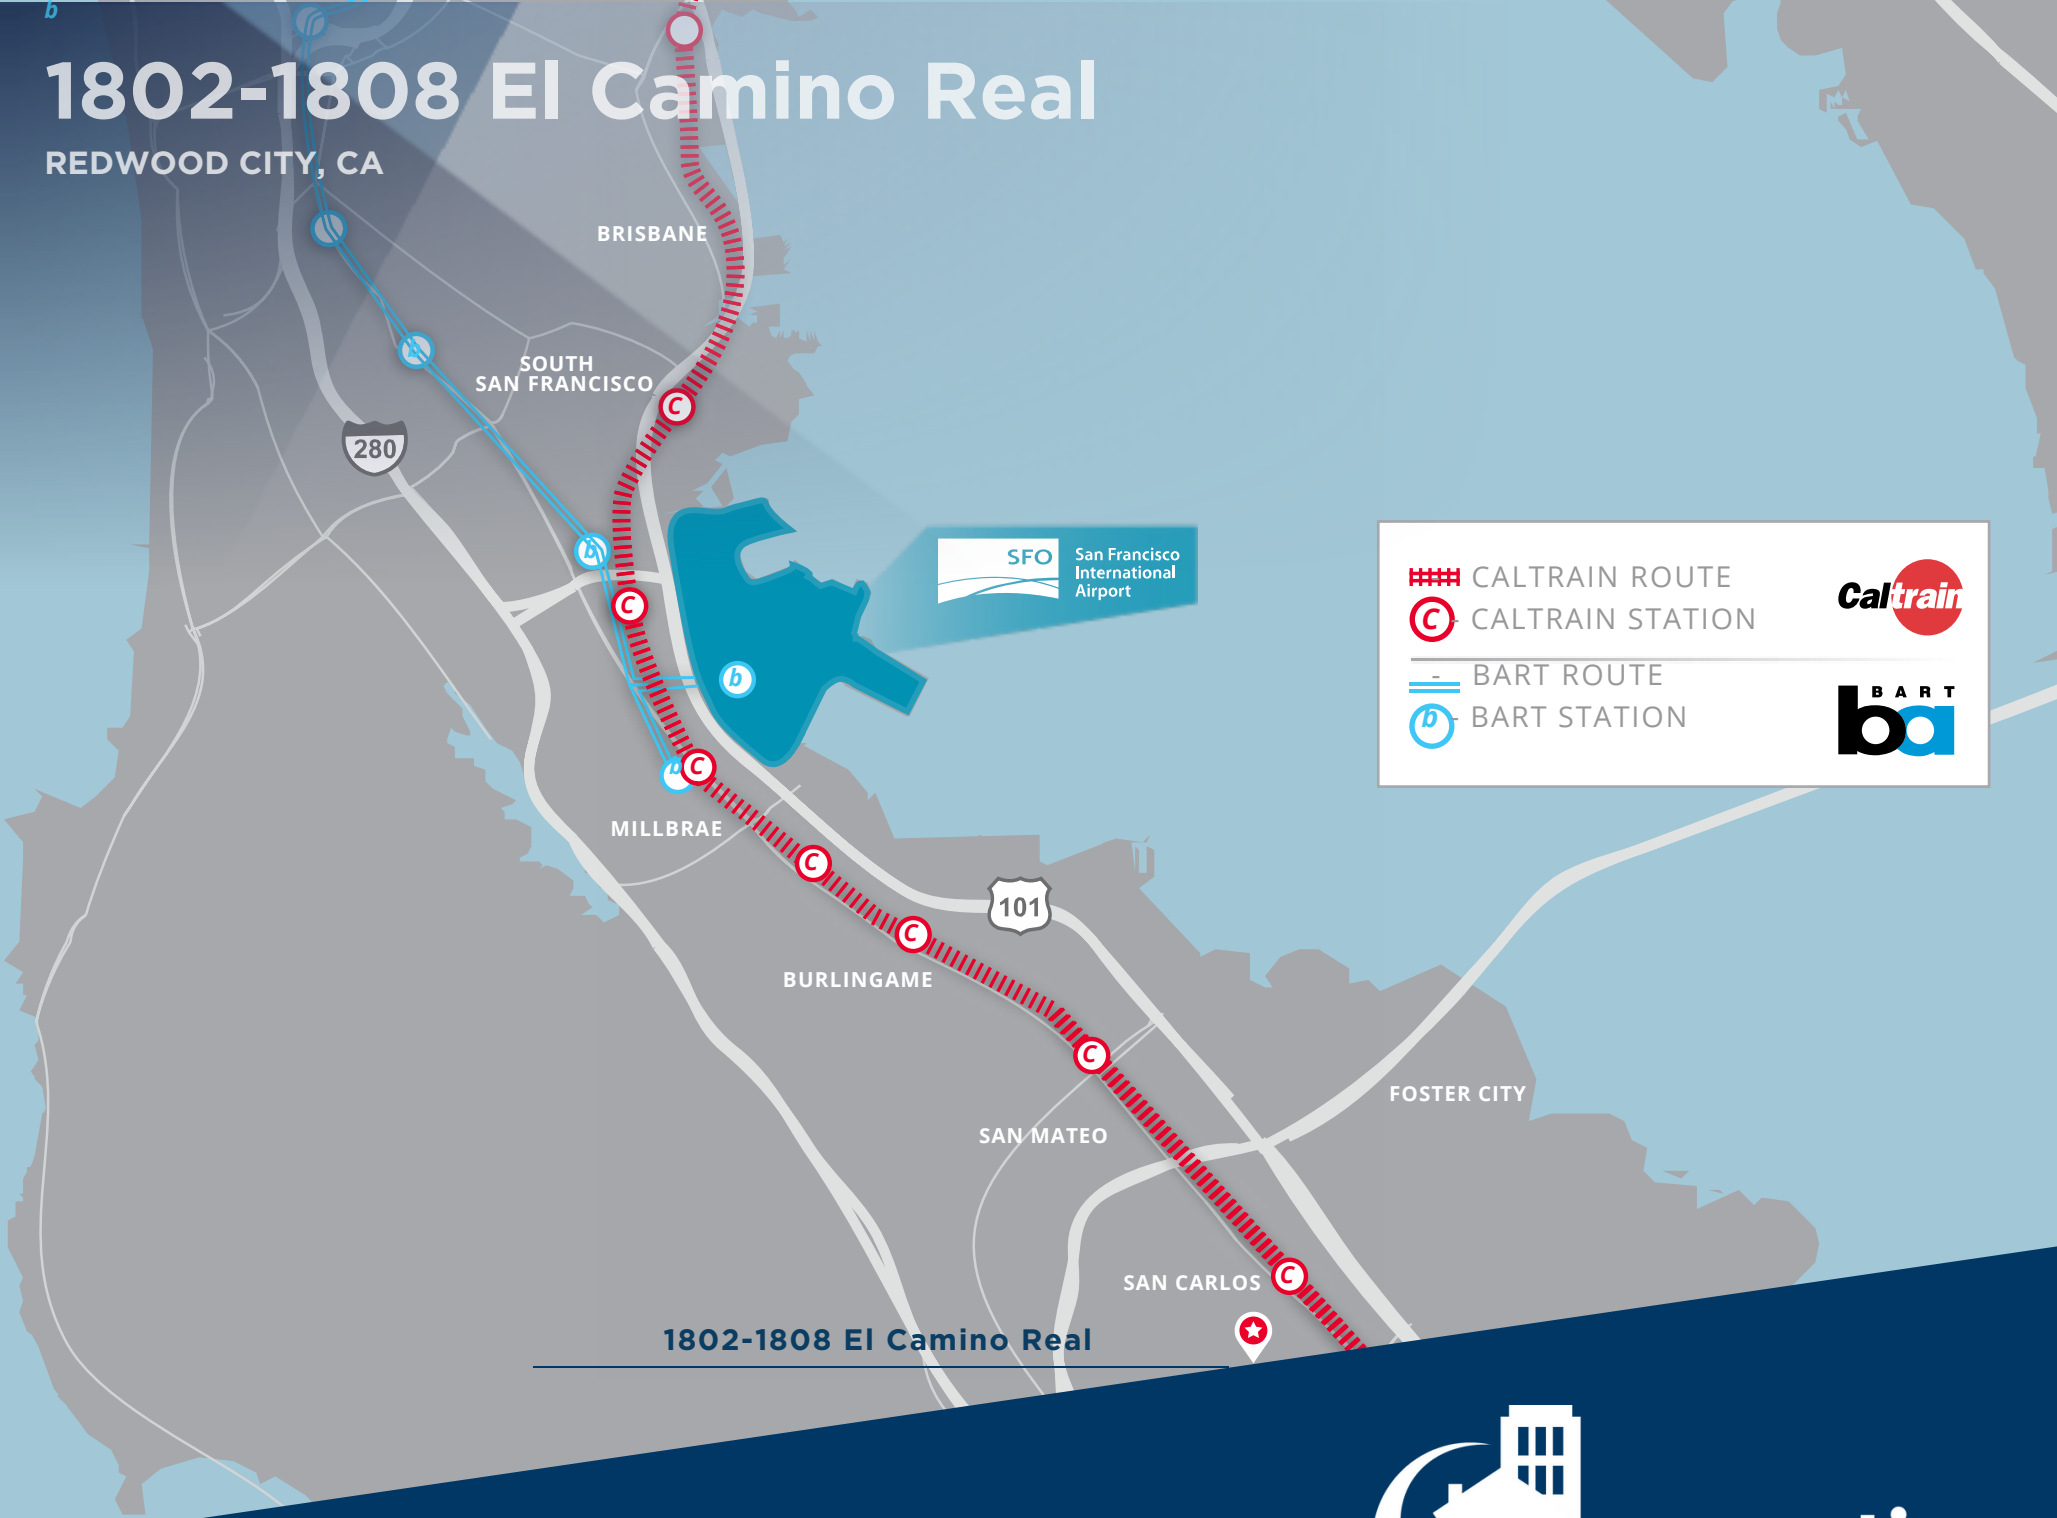 b
1802-1808 El Camino Real
REDWOOD CITY, CA
BRISBANE
b
SOUTH
SAN FRANCISCO
C
280
b
SFO
San Francisco
International
Airport
C
b
CALTRAIN ROUTE
C - CALTRAIN STATION
Caltrain
- BART ROUTE
b - BART STATION
BART
ba
b C
MILLBRAE
C
101
C
BURLINGAME
C
FOSTER CITY
SAN MATEO
C
SAN CARLOS
1802-1808 El Camino Real